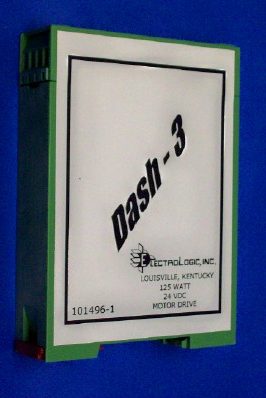 Dash - 3
ElectroLogic, Inc.
LOUISVILLE, KENTUCKY
125 WATT
24 VDC
MOTOR DRIVE
101496-1